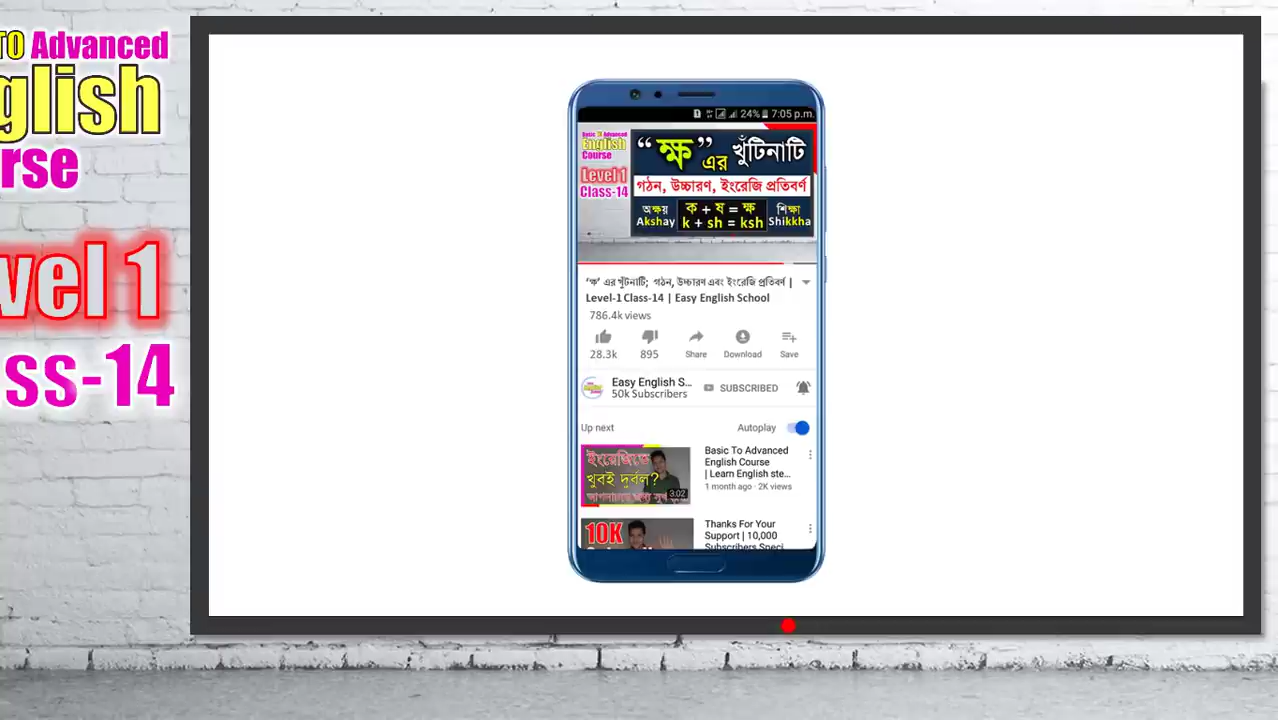 TO Advanced
glish
rse
vel 1
ss-14
24% 7:05 p.m.
Basic To Advanced
English
Course
Level 1
Class-14
“ক্ষ” এর খুঁটিনাটি
গঠন, উচ্চারণ, ইংরেজি প্রতিবর্ণ
অক্ষয়
Akshay
ক + ষ = ক্ষ
k + sh = ksh
শিক্ষা
Shikkha
‘ক্ষ’ এর খুঁটনাটি; গঠন, উচ্চারণ এবং ইংরেজি প্রতিবর্ণ |
Level-1 Class-14 | Easy English School
786.4k views
28.3k
895
Share
Download
Save
Easy English S...
50k Subscribers
SUBSCRIBED
Up next
Autoplay
ইংরেজিতে
খুবই দুর্বল?
3:02
Basic To Advanced
English Course
| Learn English ste...
1 month ago · 2K views
10K
Thanks For Your
Support | 10,000
Subscribers Speci